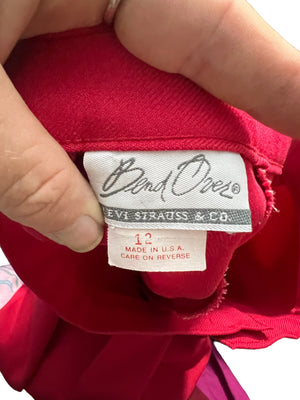 Bend Over®
EVI STRAUSS & CO.
12
MADE IN U.S.A.
CARE ON REVERSE